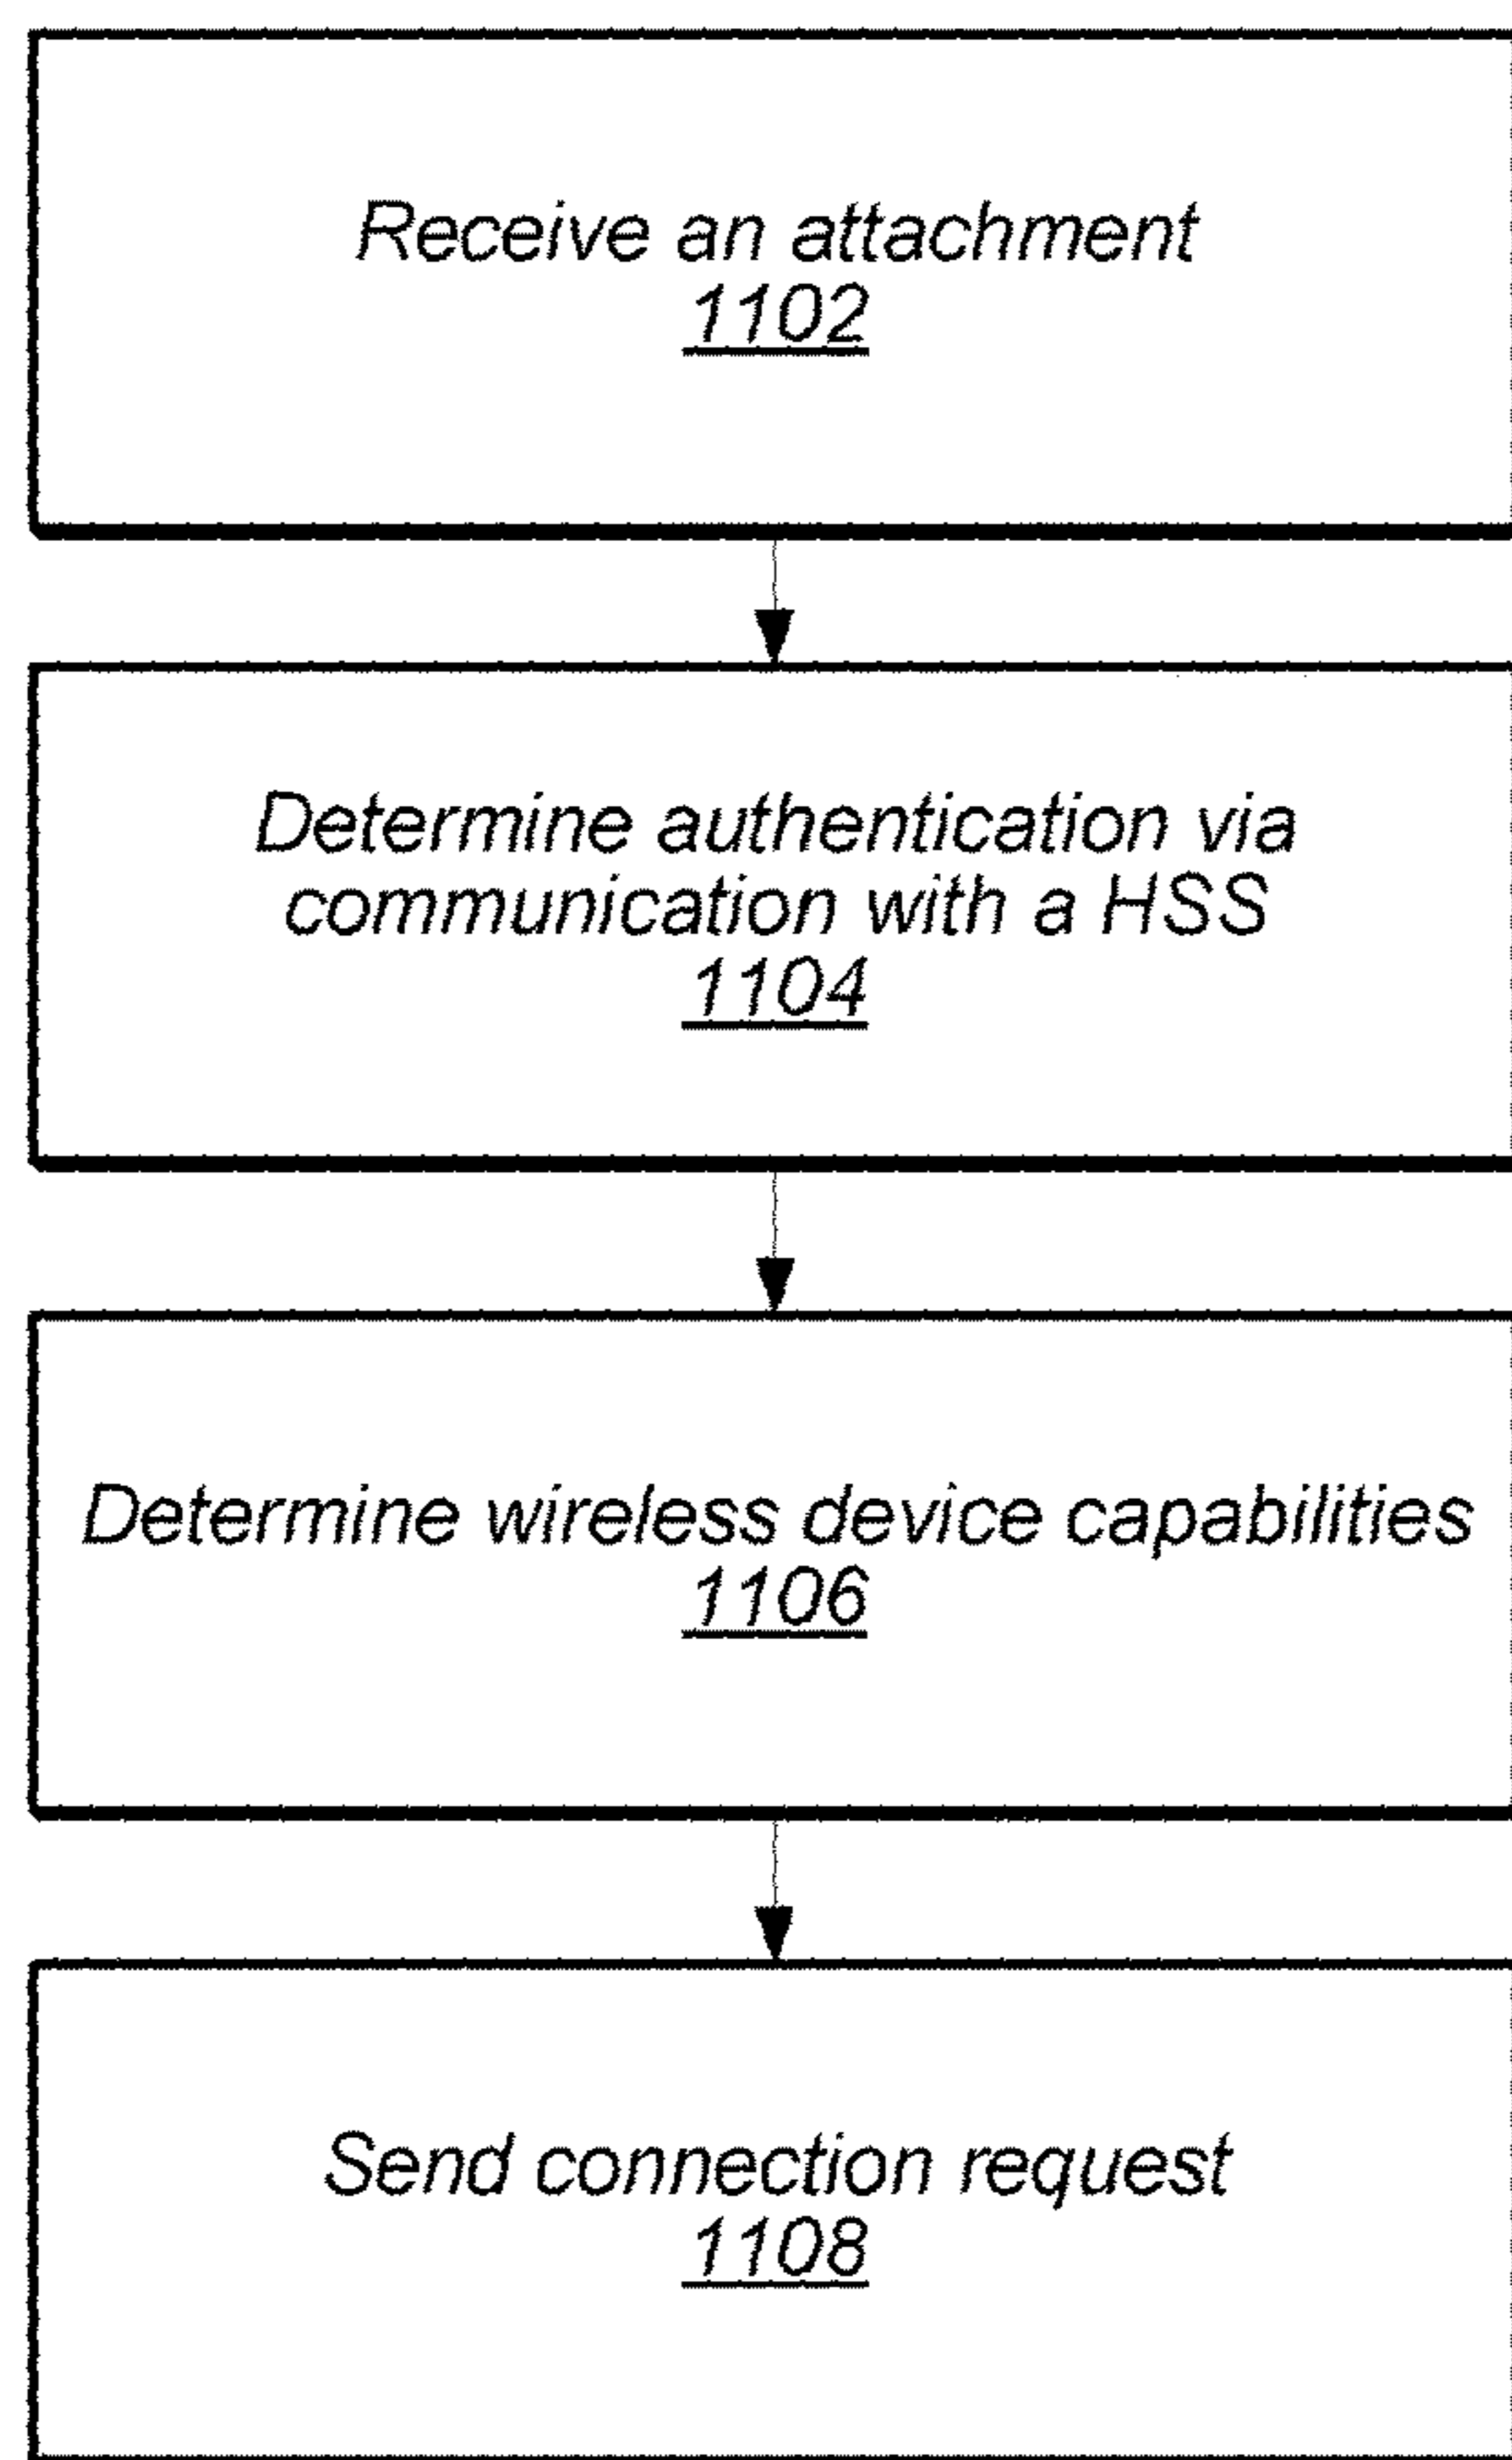 Receive an attachment
1102
Determine authentication via
communication with a HSS
1104
Determine wireless device capabilities
1106
Send connection request
1108